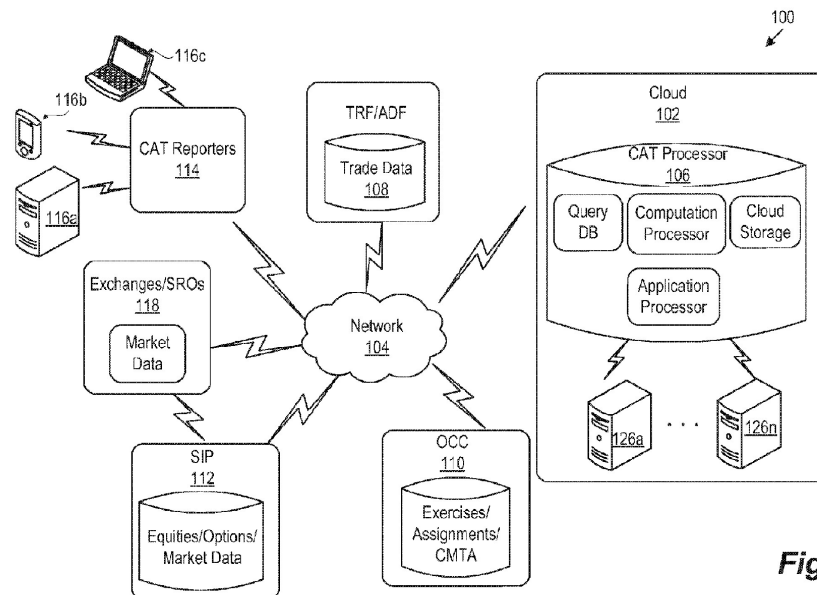 100
116c
116b
116a
CAT Reporters
114
TRF/ADF
Trade Data
108
Cloud
102
CAT Processor
106
Query
DB
Computation
Processor
Cloud
Storage
Application
Processor
126a
. . .
126n
Exchanges/SROs
118
Market
Data
Network
104
SIP
112
Equities/Options/
Market Data
OCC
110
Exercises/
Assignments/
CMTA
Fig